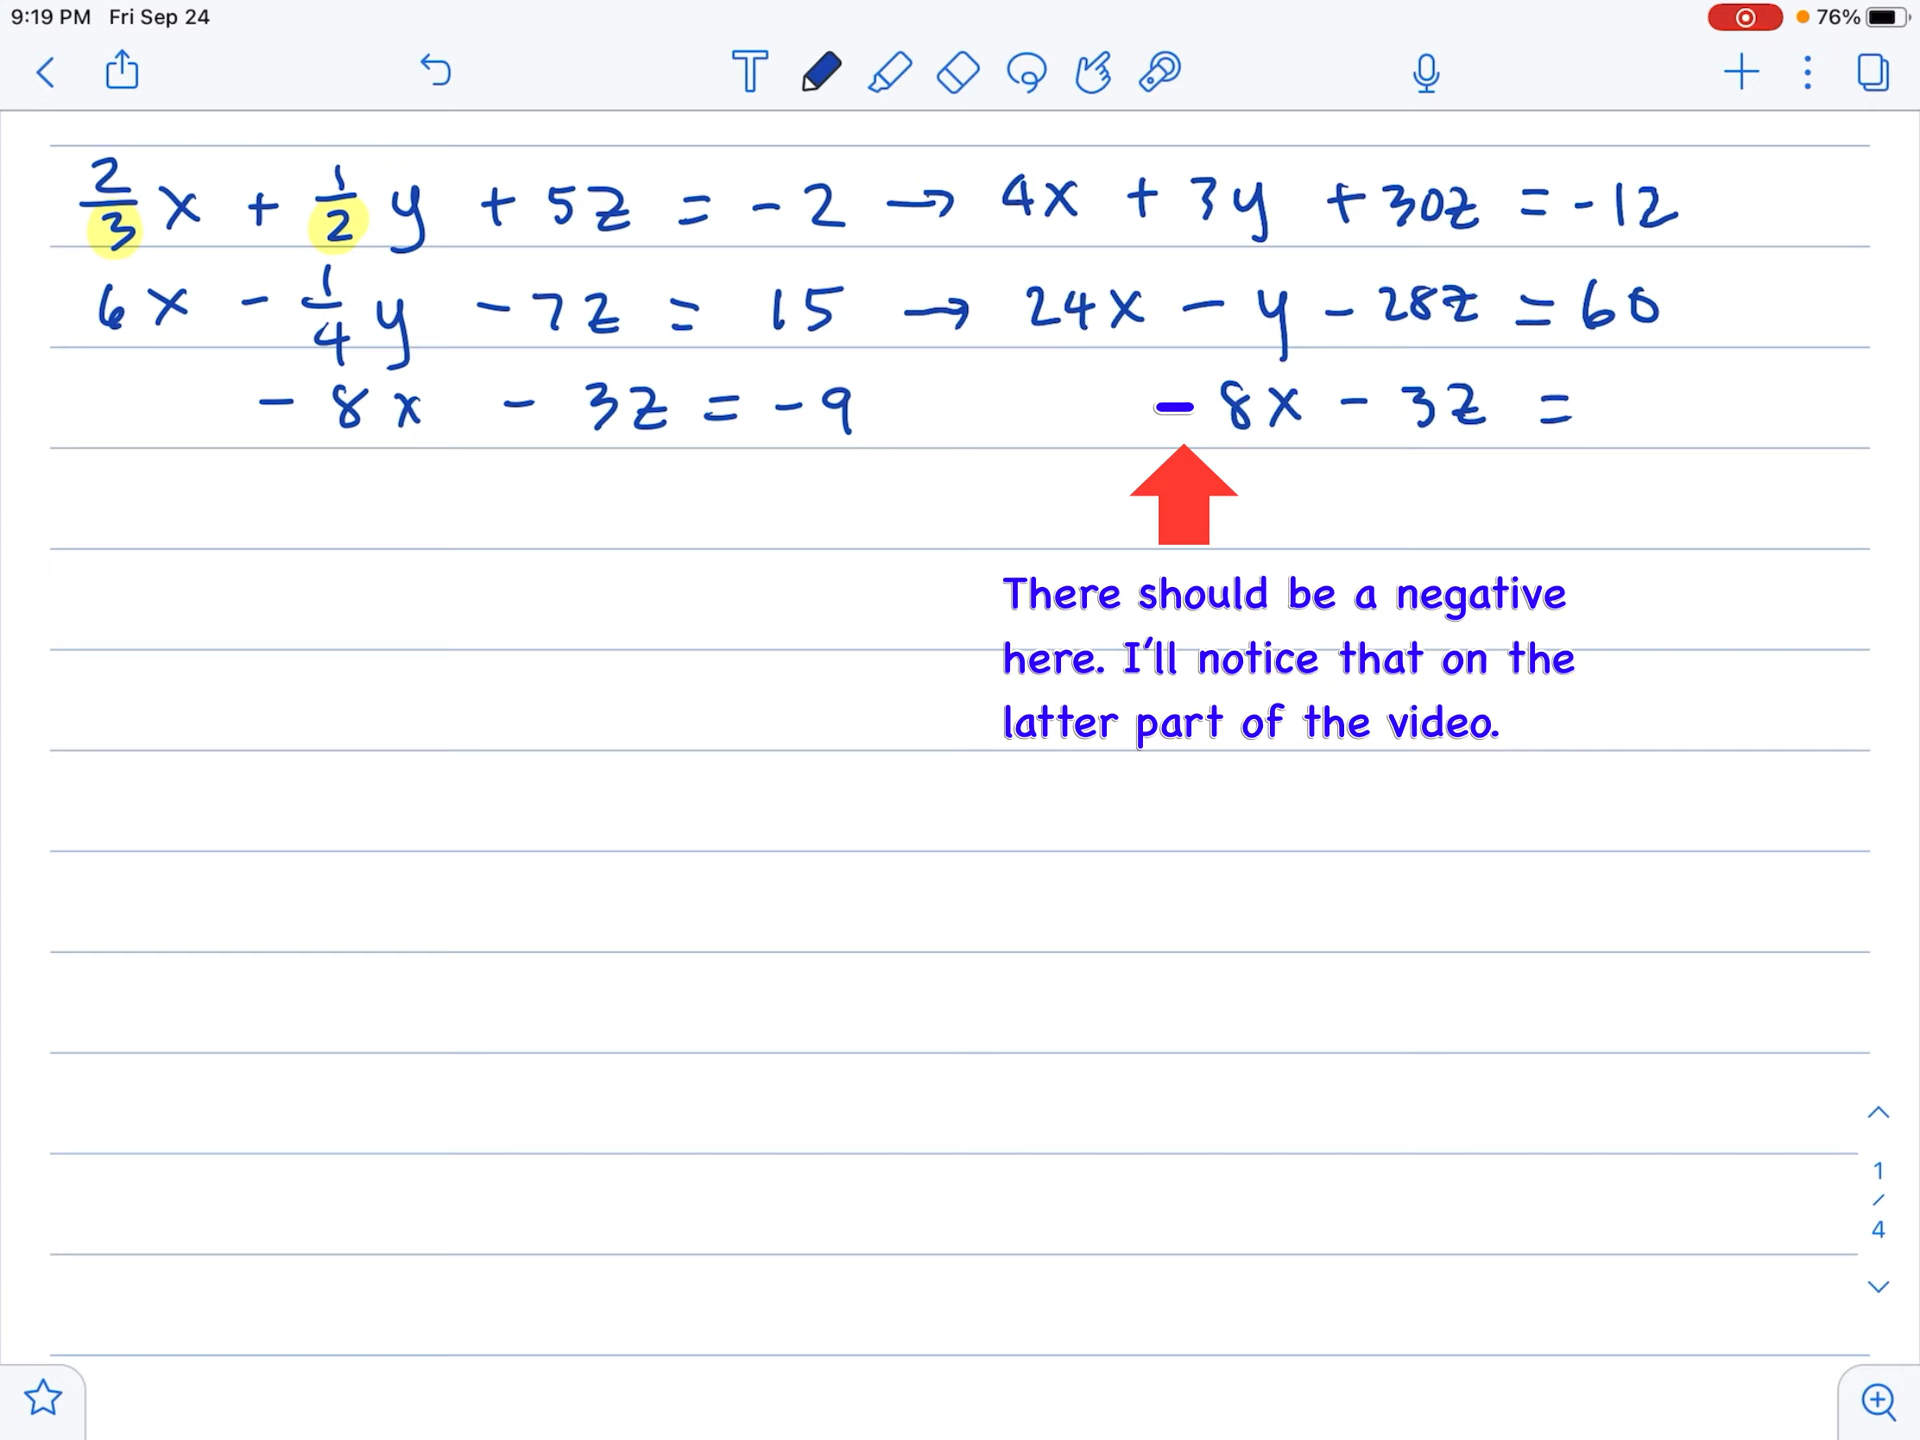 9:19 PM Fri Sep 24
76%
T
2/3 x + 1/2 y + 5z = -2 → 4x + 3y + 30z = -12
6x - 1/4 y - 7z = 15 → 24x - y - 28z = 60
- 8x - 3z = -9 - 8x - 3z =
There should be a negative
here. I'll notice that on the
latter part of the video.
1
/
4